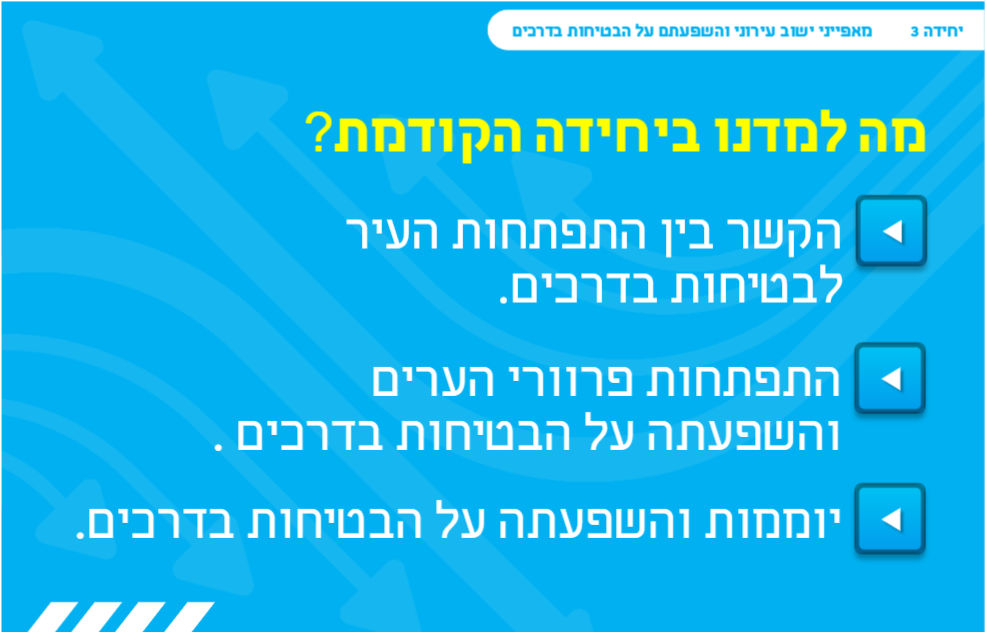 יחידה 3 מאפייני ישוב עירוני והשפעתם על הבטיחות בדרכים
מה למדנו ביחידה הקודמת?
הקשר בין התפתחות העיר
לבטיחות בדרכים.
התפתחות פרוורי הערים
והשפעתה על הבטיחות בדרכים .
יוממות והשפעתה על הבטיחות בדרכים.